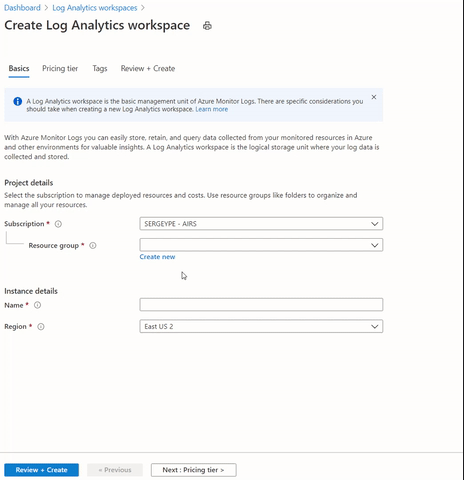 Dashboard > Log Analytics workspaces >
Create Log Analytics workspace
Basics Pricing tier Tags Review + Create
A Log Analytics workspace is the basic management unit of Azure Monitor Logs. There are specific considerations you
should take when creating a new Log Analytics workspace. Learn more
With Azure Monitor Logs you can easily store, retain, and query data collected from your monitored resources in Azure
and other environments for valuable insights. A Log Analytics workspace is the logical storage unit where your log data is
collected and stored.
Project details
Select the subscription to manage deployed resources and costs. Use resource groups like folders to organize and
manage all your resources.
Subscription *
SERGEYPE - AIRS
Resource group *
Create new
Instance details
Name *
Region *
East US 2
Review + Create
< Previous
Next : Pricing tier >